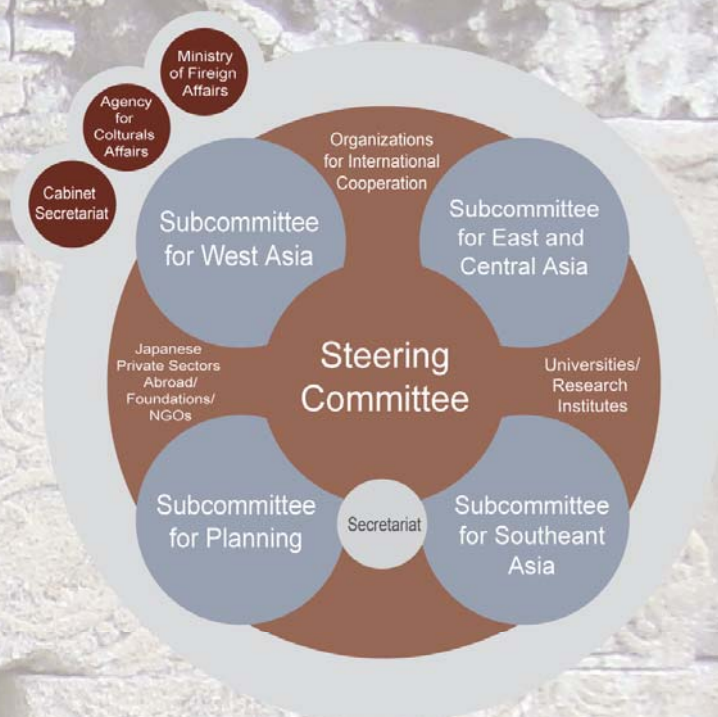 Ministry
of Fireign
Affairs
Agency
for
Colturals
Affairs
Cabinet
Secretariat
Organizations
for International
Cooperation
Subcommittee
for West Asia
Subcommittee
for East and
Central Asia
Japanese
Private Sectors
Abroad/
Foundations/
NGOs
Steering
Committee
Universities/
Research
Institutes
Subcommittee
for Planning
Secretariat
Subcommittee
for Southeant
Asia